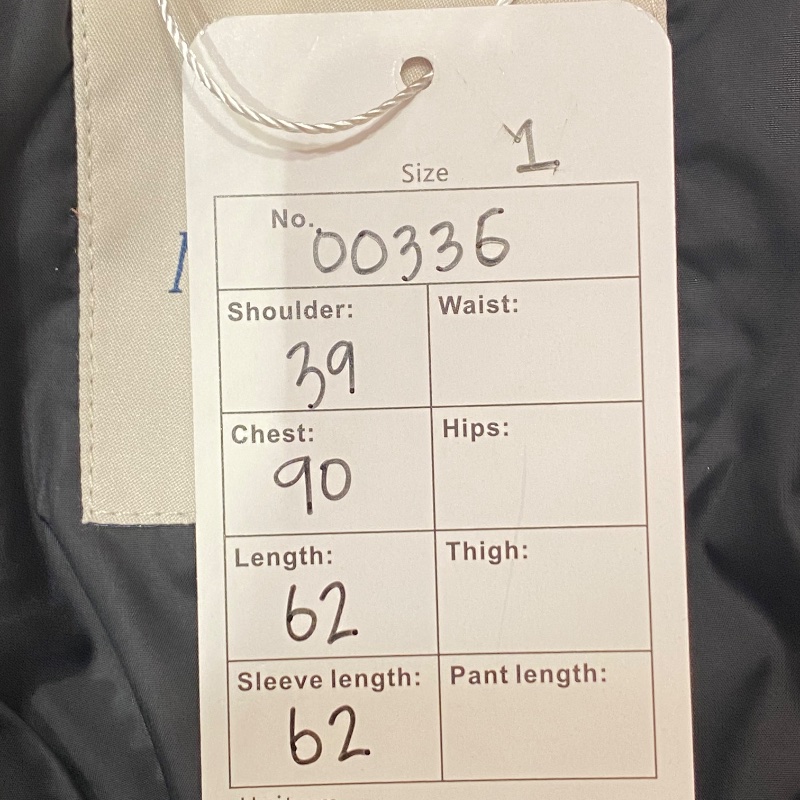 Size 1
No. 00336
Shoulder: Waist:
39
Chest: Hips:
90
Length: Thigh:
62
Sleeve length: Pant length:
62